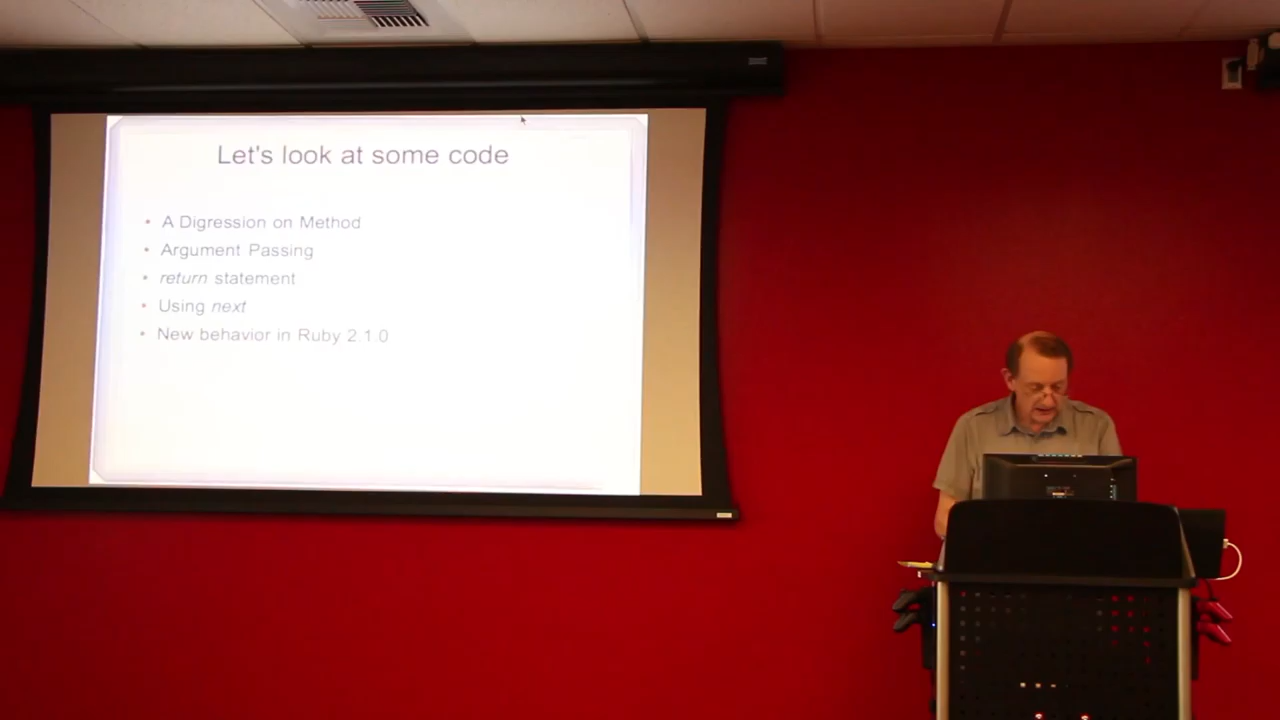 Let's look at some code
• A Digression on Method
• Argument Passing
• return statement
• Using next
• New behavior in Ruby 2.1.0